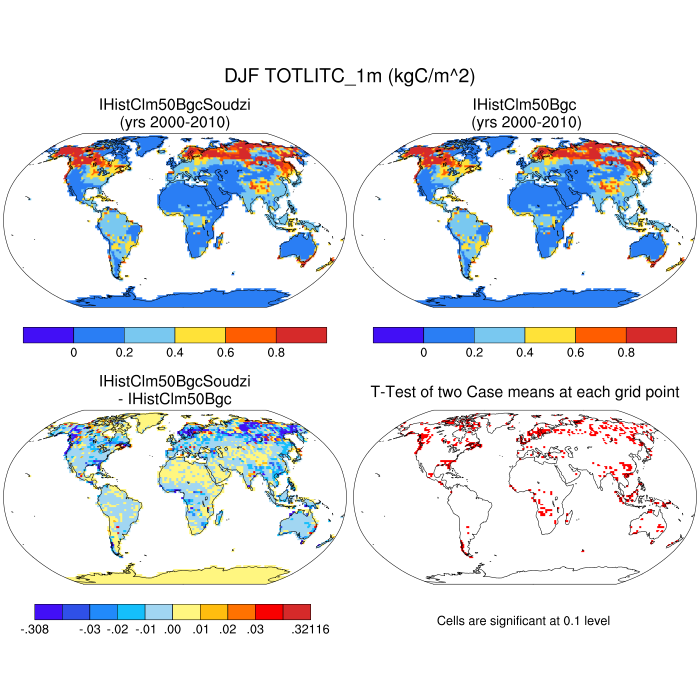 DJF TOTLITC_1m (kgC/m^2)
IHistClm50BgcSoudzi
(yrs 2000-2010)
IHistClm50Bgc
(yrs 2000-2010)
0 0.2 0.4 0.6 0.8
0 0.2 0.4 0.6 0.8
IHistClm50BgcSoudzi
- IHistClm50Bgc
T-Test of two Case means at each grid point
-.308 -.03 -.02 -.01 .00 .01 .02 .03 .32116
Cells are significant at 0.1 level